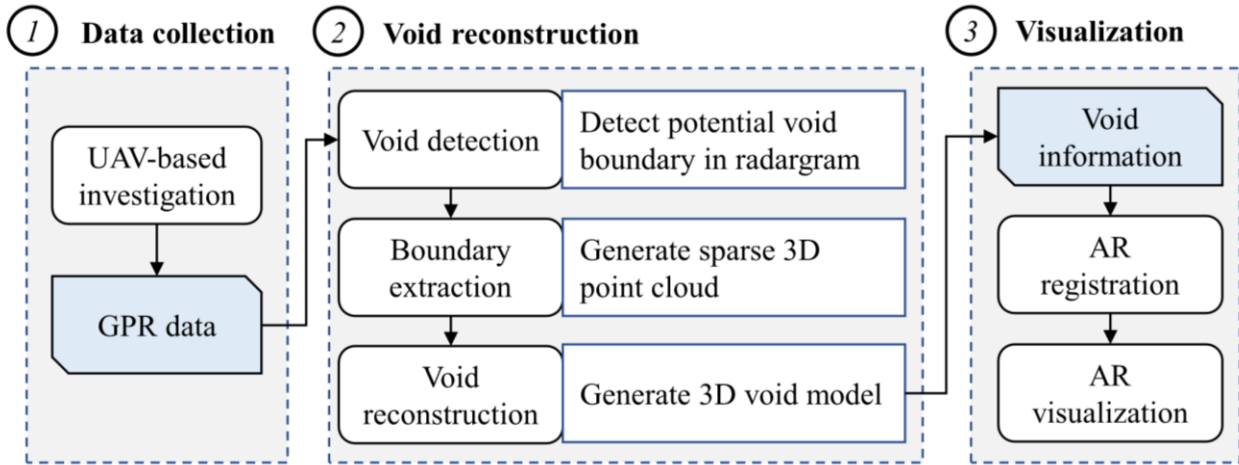 1 Data collection
UAV-based
investigation
GPR data
2 Void reconstruction
Void detection
Detect potential void
boundary in radargram
Boundary
extraction
Generate sparse 3D
point cloud
Void
reconstruction
Generate 3D void model
3 Visualization
Void
information
AR
registration
AR
visualization